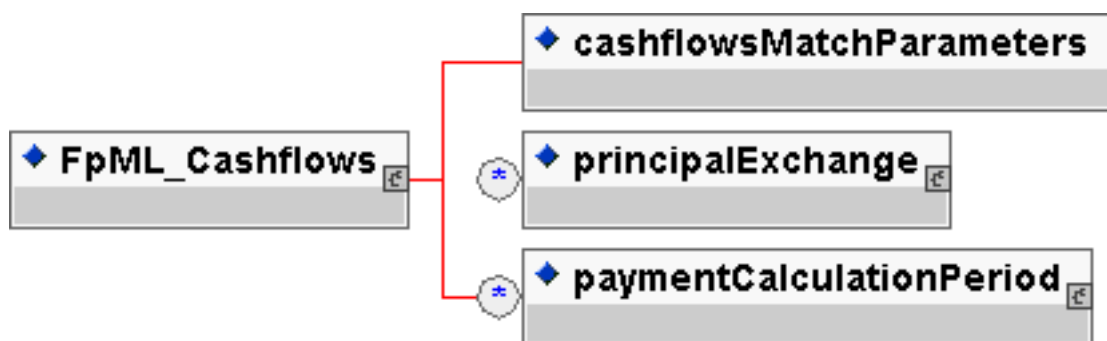 cashflowsMatchParameters
FpML_Cashflows
* principalExchange
* paymentCalculationPeriod